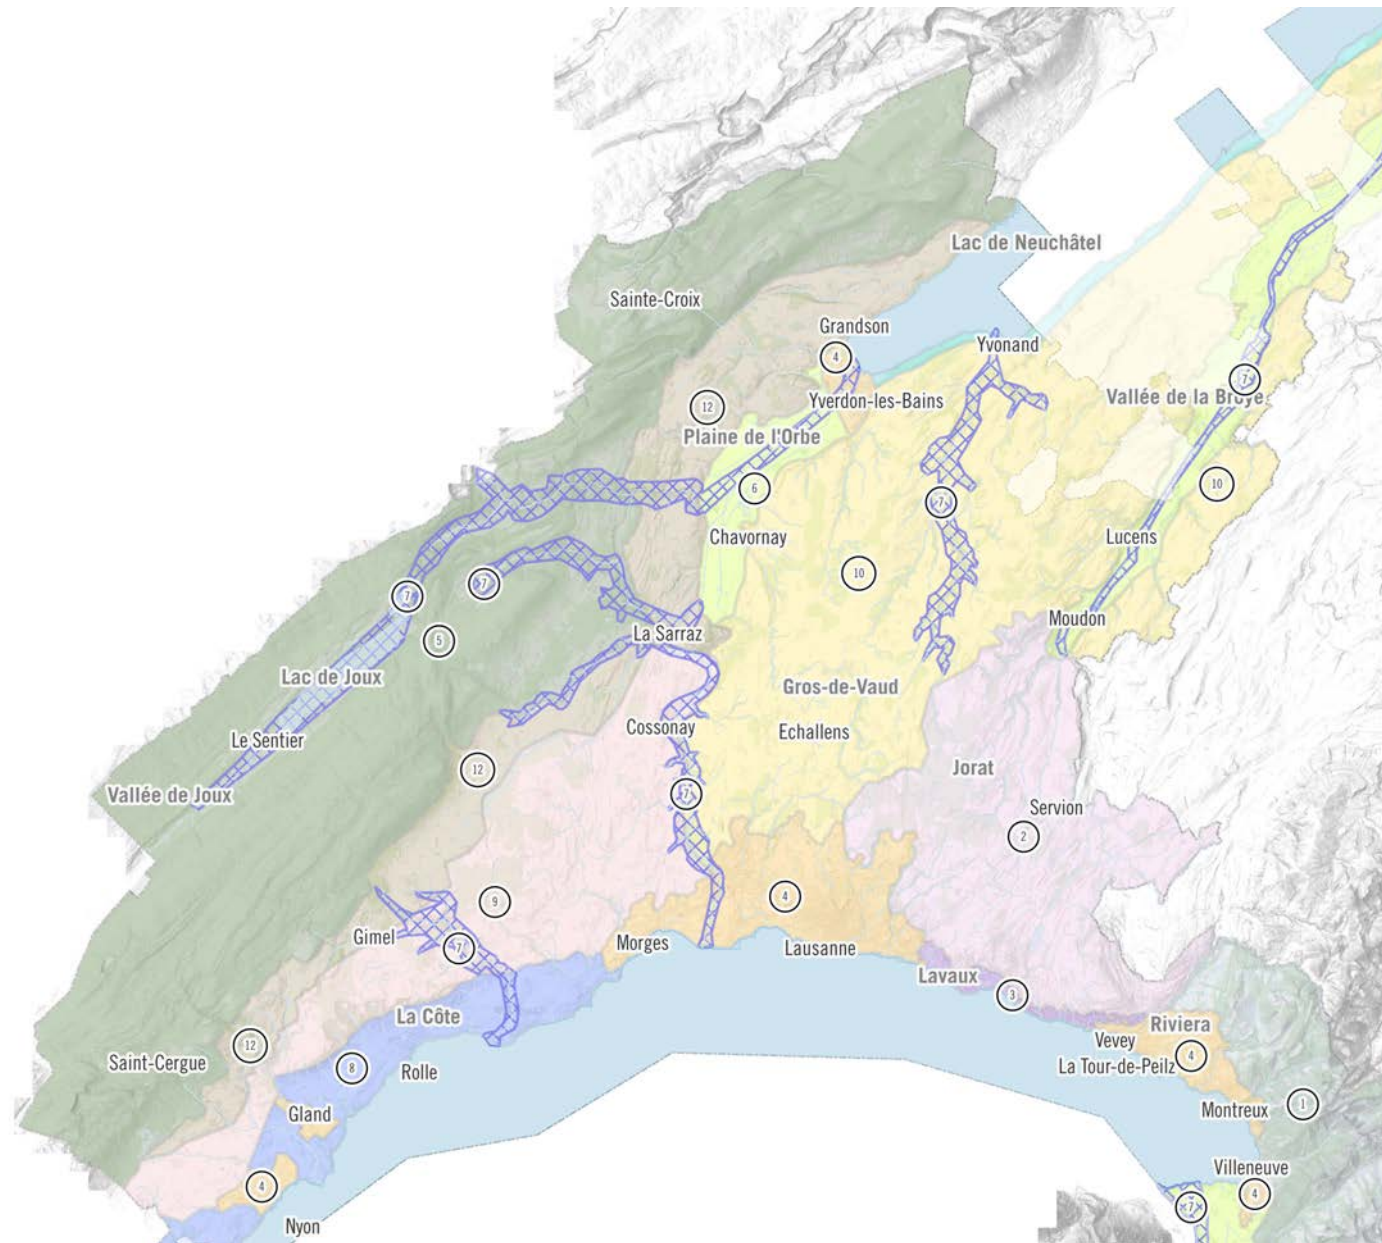 Lac de Neuchâtel
Sainte-Croix
Grandson
4
Yvonand
7
Yverdon-les-Bains
Vallée de la Broye
12
Plaine de l'Orbe
6
10
7
Chavornay
Lucens
10
7
7
5
La Sarraz
Moudon
Lac de Joux
Gros-de-Vaud
Le Sentier
Cossonay
Echallens
12
Jorat
Vallée de Joux
7
Servion
2
9
4
Gimel
7
Morges
Lausanne
Lavaux
3
La Côte
Riviera
12
Vevey
4
Saint-Cergue
8
Rolle
La Tour-de-Peilz
Gland
Montreux
1
4
Villeneuve
7
4
Nyon